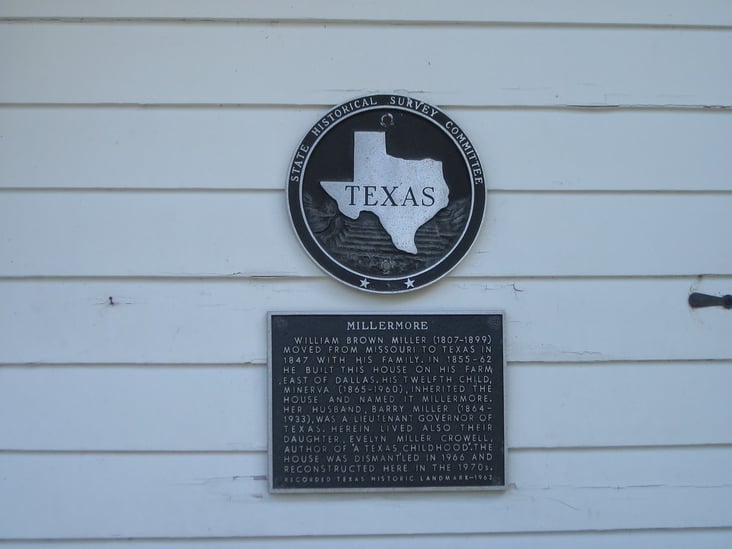 STATE HISTORICAL SURVEY COMMITTEE
TEXAS
MILLERMORE
WILLIAM BROWN MILLER (1807-1899)
MOVED FROM MISSOURI TO TEXAS IN
1847 WITH HIS FAMILY. IN 1855-62
HE BUILT THIS HOUSE ON HIS FARM
EAST OF DALLAS. HIS TWELFTH CHILD,
MINERVA (1865-1960), INHERITED THE
HOUSE AND NAMED IT MILLERMORE.
HER HUSBAND, BARRY MILLER (1864-
1933), WAS A LIEUTENANT GOVERNOR OF
TEXAS. HEREIN LIVED ALSO THEIR
DAUGHTER, EVELYN MILLER CROWELL,
AUTHOR OF "A TEXAS CHILDHOOD". THE
HOUSE WAS DISMANTLED IN 1966 AND
RECONSTRUCTED HERE IN THE 1970s.
RECORDED TEXAS HISTORIC LANDMARK-1962